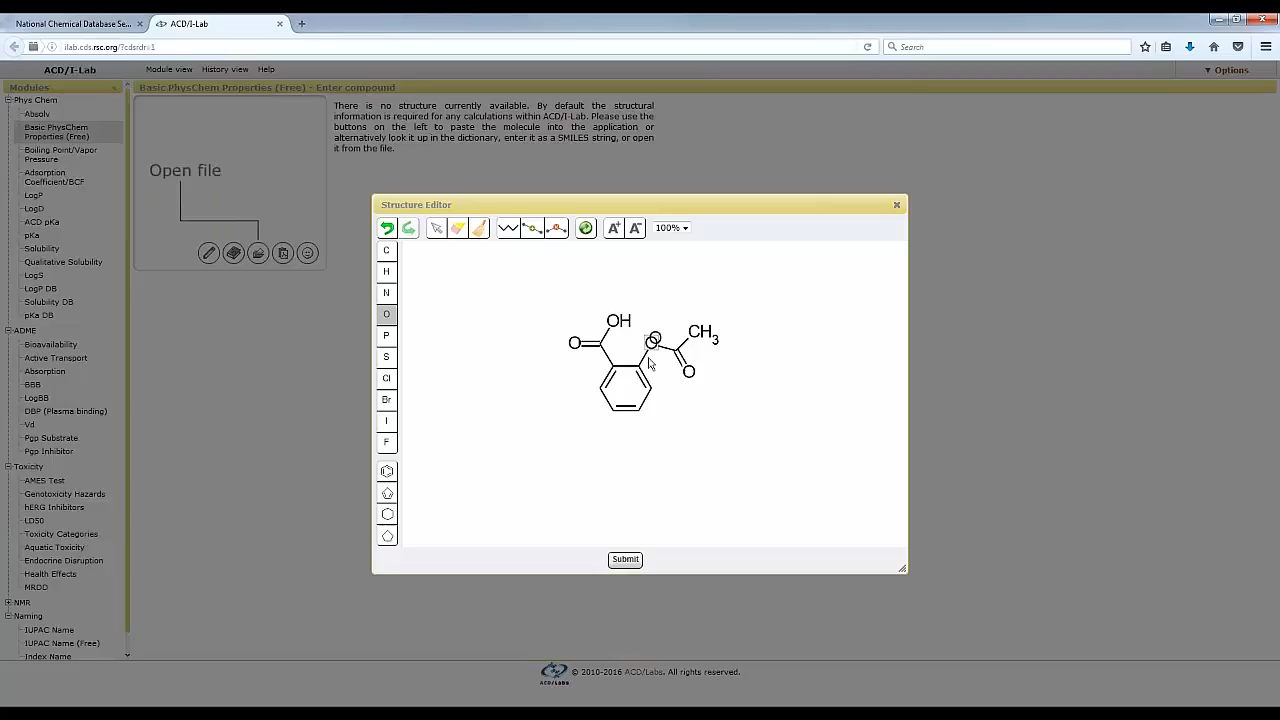 National Chemical Database Se...
ACD/I-Lab
ilab.cds.rsc.org/?cdsrdr=1
Search
ACD/I-Lab
Module view
History view
Help
▼ Options
Modules
Basic PhysChem Properties (Free) - Enter compound
Phys Chem
Absolv
Basic PhysChem
Properties (Free)
Boiling Point/Vapor
Pressure
Adsorption
Coefficient/BCF
LogP
LogD
ACD pKa
pKa
Solubility
Qualitative Solubility
LogS
LogP DB
Solubility DB
pKa DB
ADME
Bioavailability
Active Transport
Absorption
BBB
LogBB
DBP (Plasma binding)
Vd
Pgp Substrate
Pgp Inhibitor
Toxicity
AMES Test
Genotoxicity Hazards
hERG Inhibitors
LD50
Toxicity Categories
Aquatic Toxicity
Endocrine Disruption
Health Effects
MRDD
NMR
Naming
IUPAC Name
IUPAC Name (Free)
Index Name
Open file
There is no structure currently available. By default the structural
information is required for any calculations within ACD/I-Lab. Please use the
buttons on the left to paste the molecule into the application or
alternatively look it up in the dictionary, enter it as a SMILES string, or open
it from the file.
Structure Editor
A+
A-
100%
C
H
N
O
P
S
Cl
Br
I
F
OH
O
O
O
CH3
O
Submit
ACD/LABS
© 2010-2016 ACD/Labs. All rights reserved.